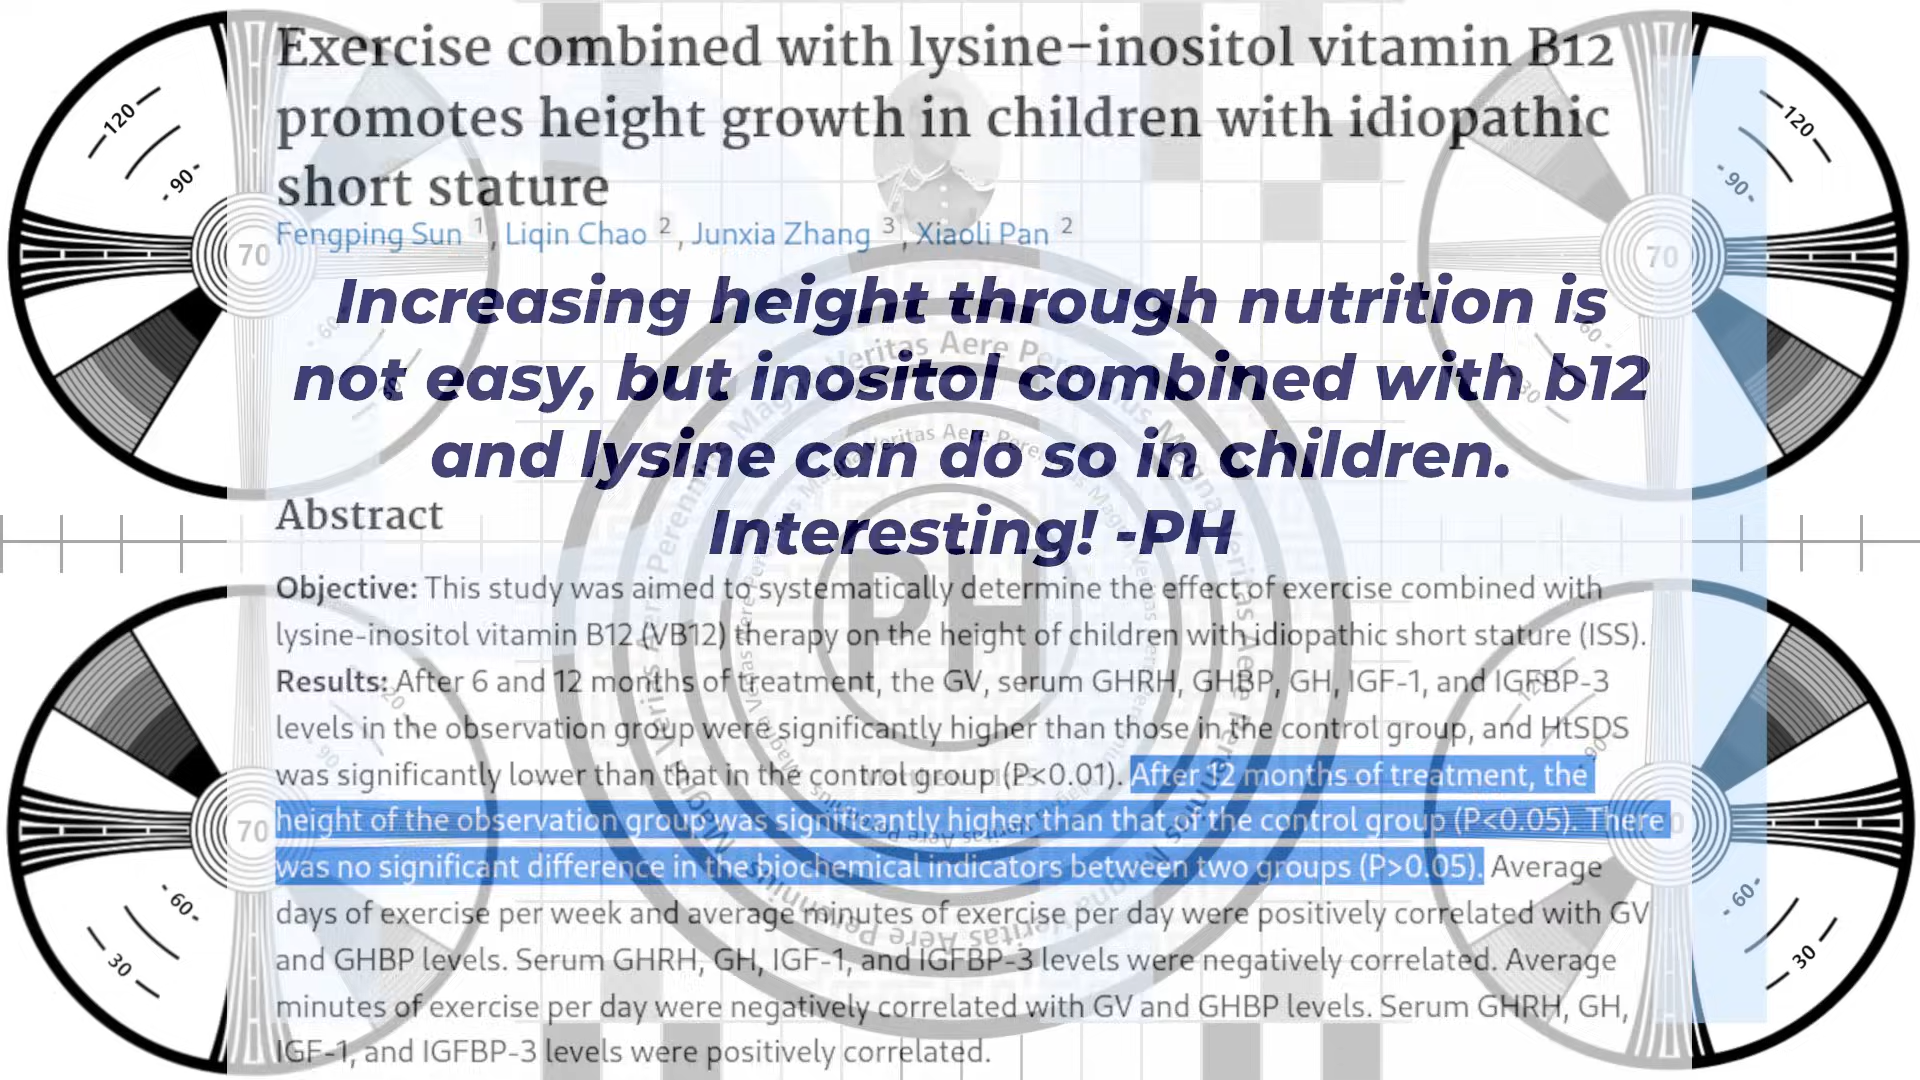 Exercise combined with lysine-inositol vitamin B12
promotes height growth in children with idiopathic
short stature
Fengping Sun 1, Liqin Chao 2, Junxia Zhang 3, Xiaoli Pan 2
Increasing height through nutrition is
not easy, but inositol combined with b12
and lysine can do so in children.
Interesting! -PH
Abstract
Objective: This study was aimed to systematically determine the effect of exercise combined with
lysine-inositol vitamin B12 (VB12) therapy on the height of children with idiopathic short stature (ISS).
Results: After 6 and 12 months of treatment, the GV, serum GHRH, GHBP, GH, IGF-1, and IGFBP-3
levels in the observation group were significantly higher than those in the control group, and HtSDS
was significantly lower than that in the control group (P<0.01). After 12 months of treatment, the
height of the observation group was significantly higher than that of the control group (P<0.05). There
was no significant difference in the biochemical indicators between two groups (P>0.05). Average
days of exercise per week and average minutes of exercise per day were positively correlated with GV
and GHBP levels. Serum GHRH, GH, IGF-1, and IGFBP-3 levels were negatively correlated. Average
minutes of exercise per day were negatively correlated with GV and GHBP levels. Serum GHRH, GH,
IGF-1, and IGFBP-3 levels were positively correlated.
120
-90-
70
120
-90-
70
70
-60-
30
-60-
30
PH